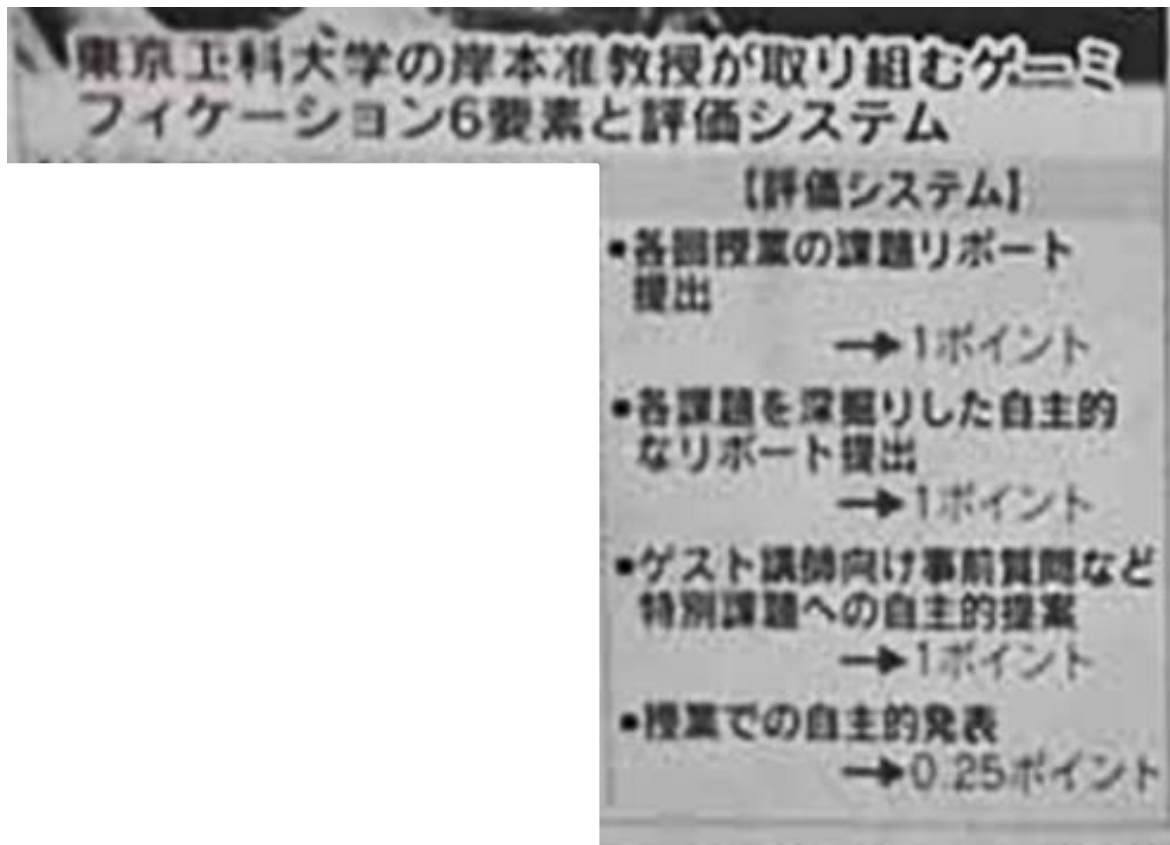 東京工科大学の岸本准教授が取り組むゲーミ
フィケーション6要素と評価システム
【評価システム】
●各回授業の課題リポート
提出
→1ポイント
●各課題を深掘りした自主的
なリポート提出
→1ポイント
●ゲスト講師向け事前質問など
特別課題への自主的提案
→1ポイント
●授業での自主的発表
→0.25ポイント